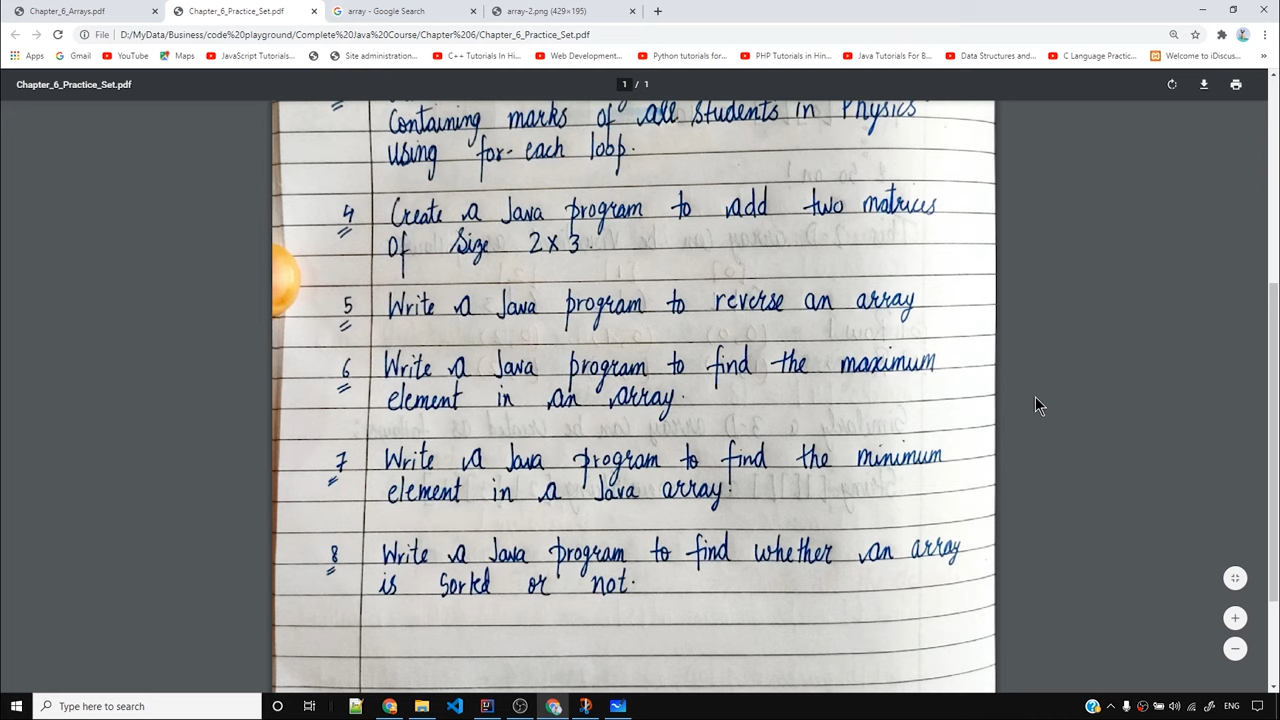 Chapter_6_Arrays.pdf
Chapter_6_Practice_Set.pdf
array - Google Search
array-2.png (429×195)
File
D:/MyData/Business/code%20playground/Complete%20Java%20Course/Chapter%206/Chapter_6_Practice_Set.pdf
Apps
Gmail
YouTube
Maps
JavaScript Tutorials...
Site administration...
C++ Tutorials In Hi...
Web Development...
Python tutorials for...
PHP Tutorials in Hin...
Java Tutorials For B...
Data Structures and...
C Language Practic...
Welcome to iDiscus...
Chapter_6_Practice_Set.pdf
1 / 1
Containing marks of all students in Physics
using for-each loop.
4 Create a Java program to add two matrices
of size 2 x 3.
5 Write a Java program to reverse an array
6 Write a Java program to find the maximum
element in an array.
7 Write a Java program to find the minimum
element in a Java array.
8 Write a Java program to find whether an array
is sorted or not.
Type here to search
ENG